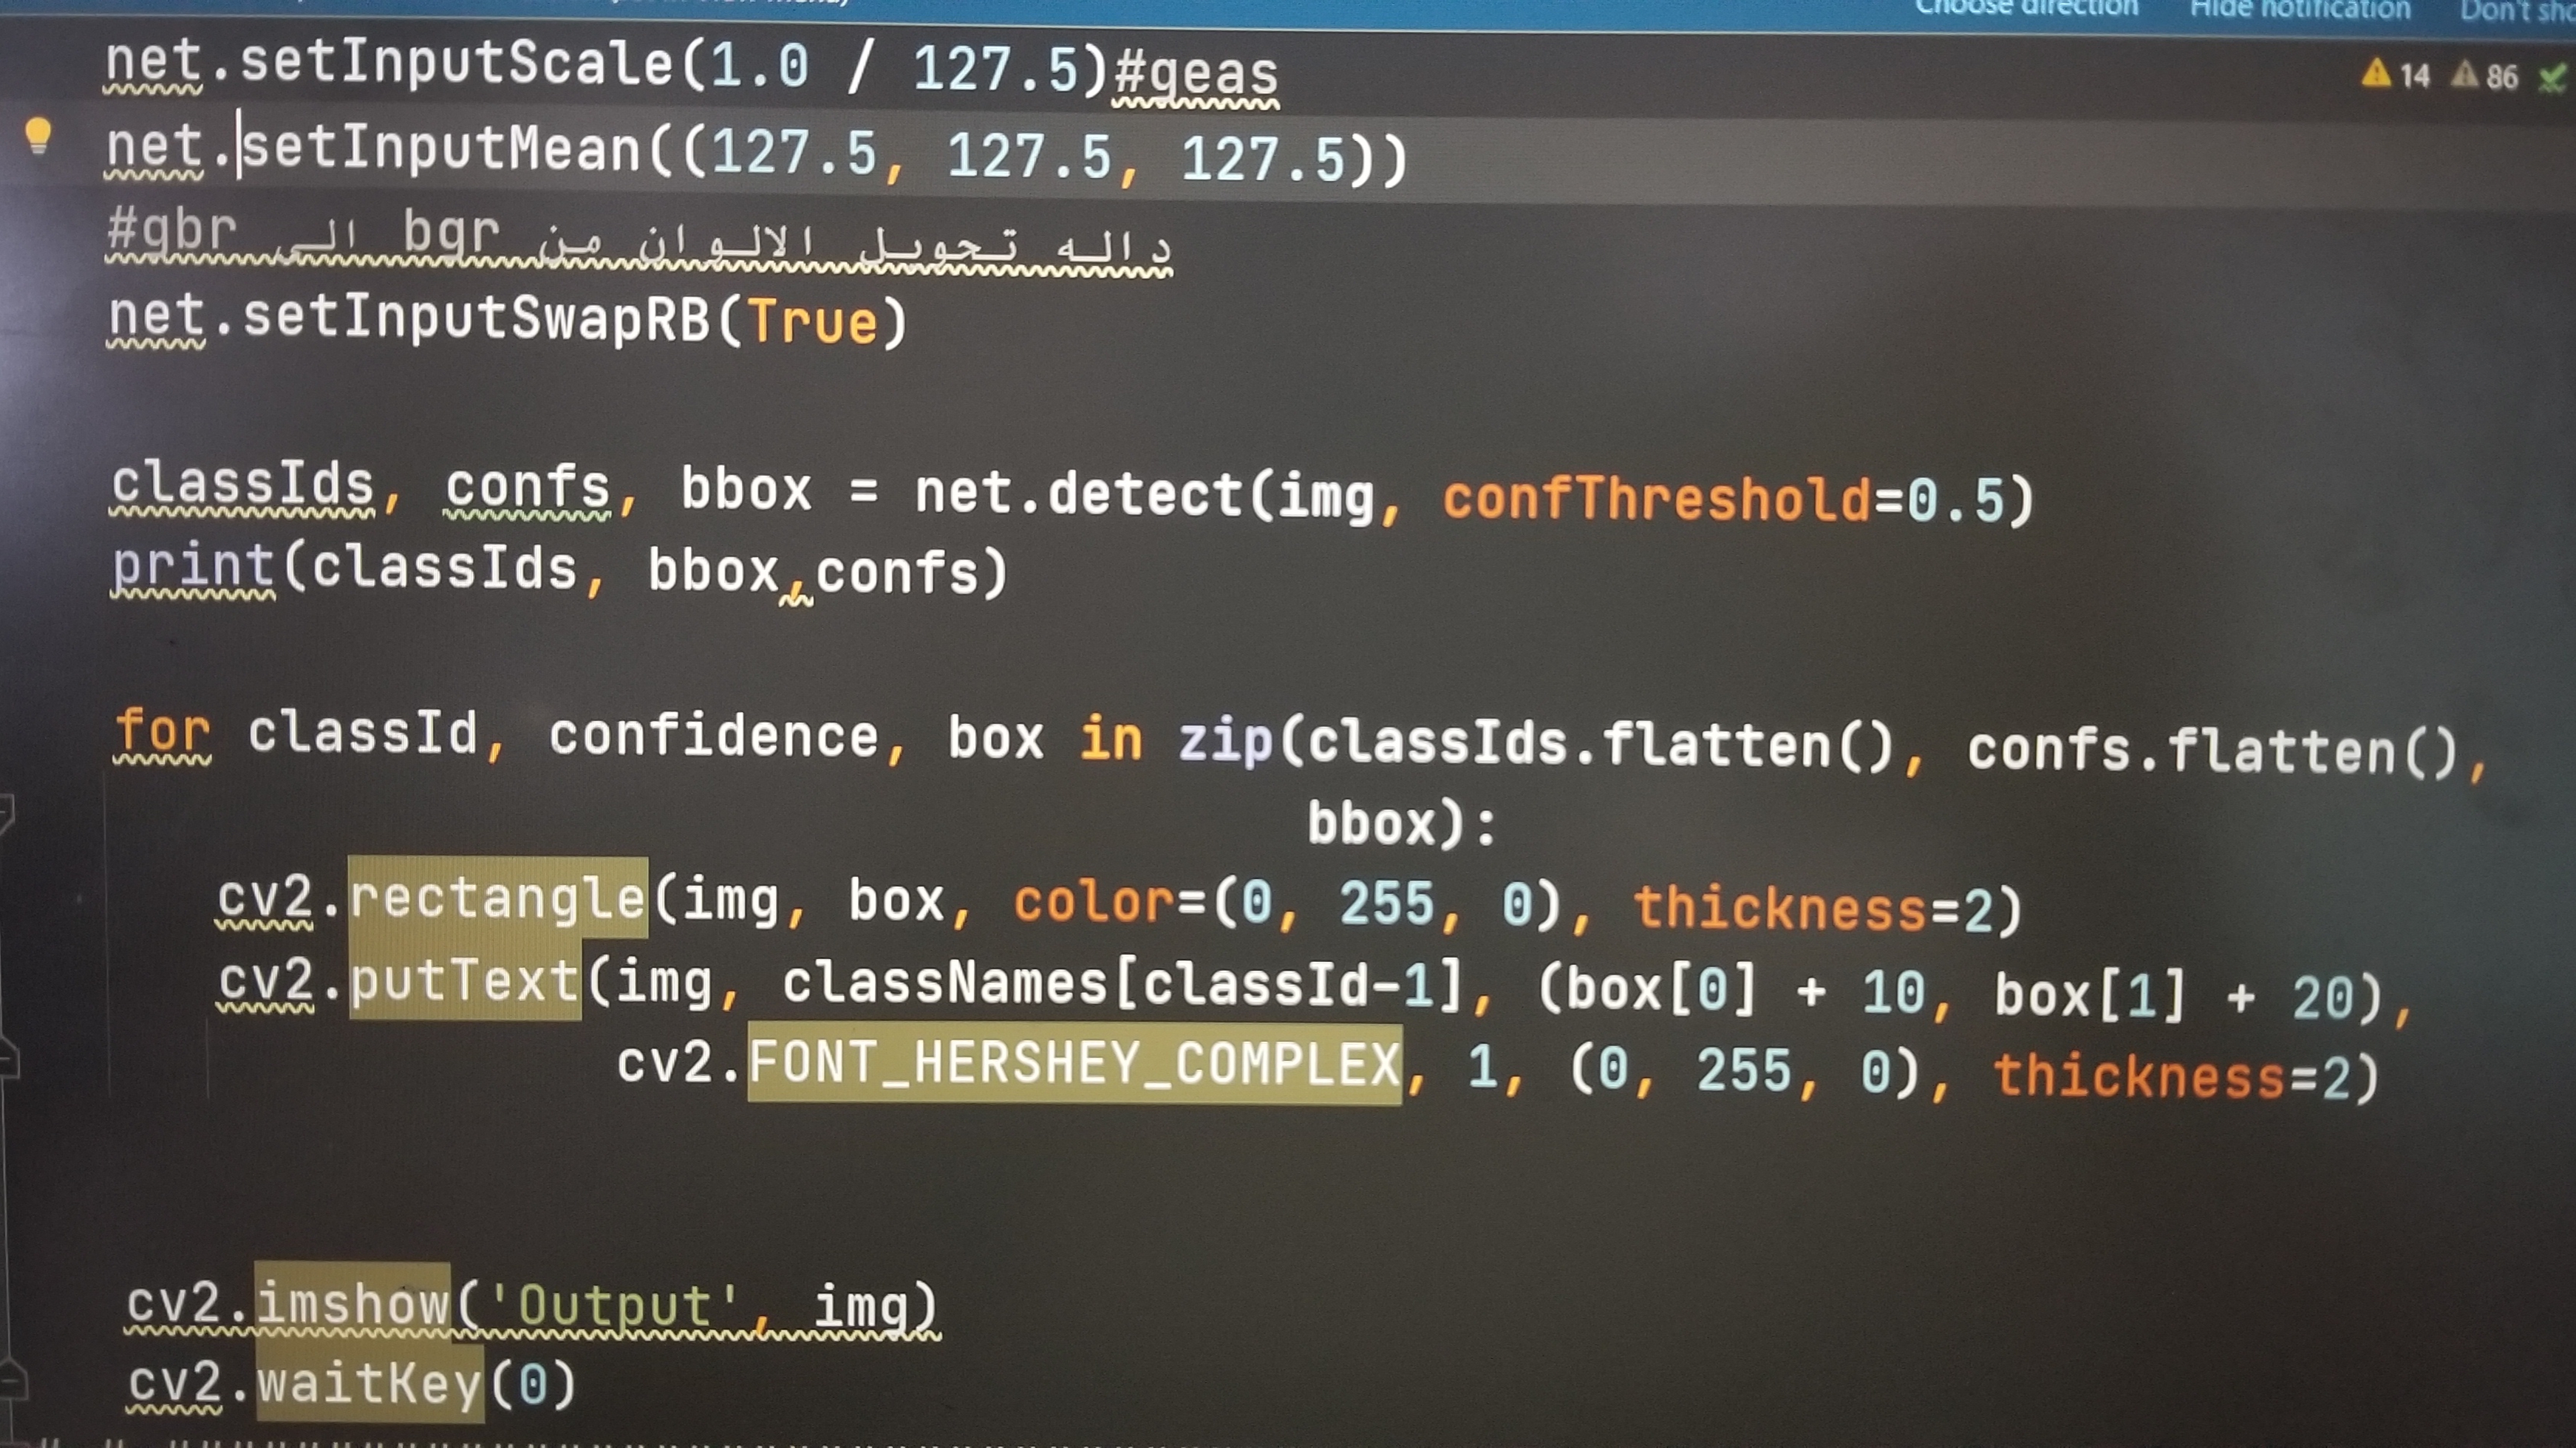 Choose direction Hide notification Don't sho
net.setInputScale(1.0 / 127.5)#geas
14 86
net.setInputMean((127.5, 127.5, 127.5))
#gbr داله تحويل الالوان من bgr الى
net.setInputSwapRB(True)
classIds, confs, bbox = net.detect(img, confThreshold=0.5)
print(classIds, bbox,confs)
for classId, confidence, box in zip(classIds.flatten(), confs.flatten(),
bbox):
cv2.rectangle(img, box, color=(0, 255, 0), thickness=2)
cv2.putText(img, classNames[classId-1], (box[0] + 10, box[1] + 20),
cv2.FONT_HERSHEY_COMPLEX, 1, (0, 255, 0), thickness=2)
cv2.imshow('Output', img)
cv2.waitKey(0)